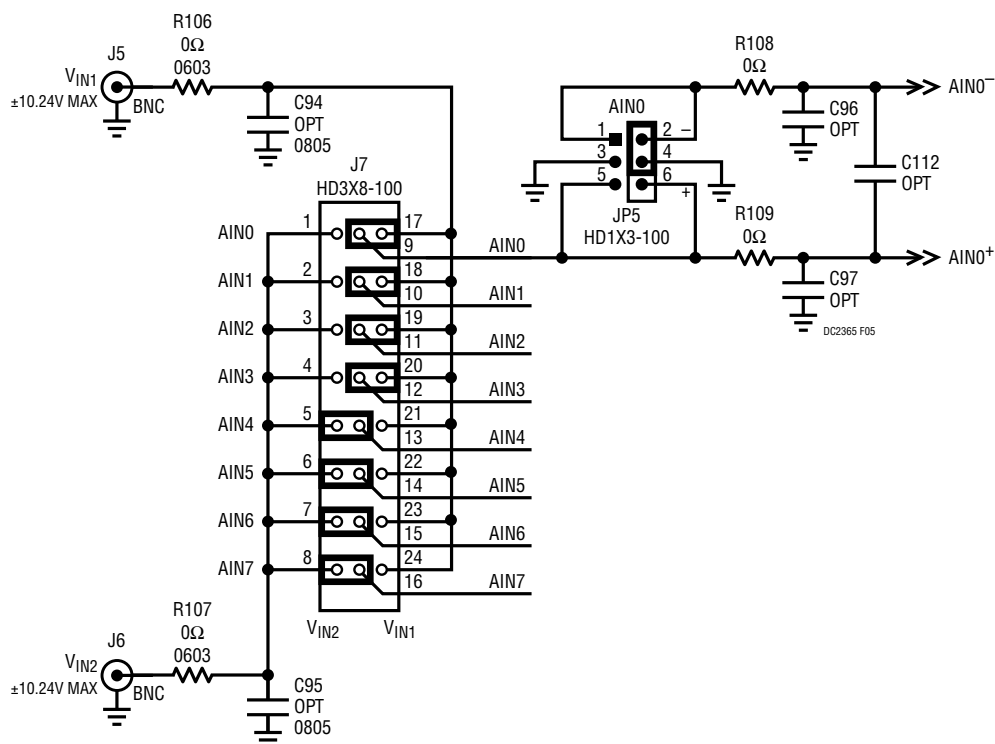 R106
0Ω
0603
J5
VIN1
±10.24V MAX
BNC
C94
OPT
0805
J7
HD3X8-100
AIN0
1
17
9
AIN0
AIN1
2
18
10
AIN1
AIN2
3
19
11
AIN2
AIN3
4
20
12
AIN3
AIN4
5
21
13
AIN4
AIN5
6
22
14
AIN5
AIN6
7
23
15
AIN6
AIN7
8
24
16
AIN7
VIN2
VIN1
R107
0Ω
0603
J6
VIN2
±10.24V MAX
BNC
C95
OPT
0805
AIN0
1
2
–
3
4
5
6
+
JP5
HD1X3-100
R108
0Ω
AIN0–
C96
OPT
C112
OPT
R109
0Ω
AIN0+
C97
OPT
DC2365 F05